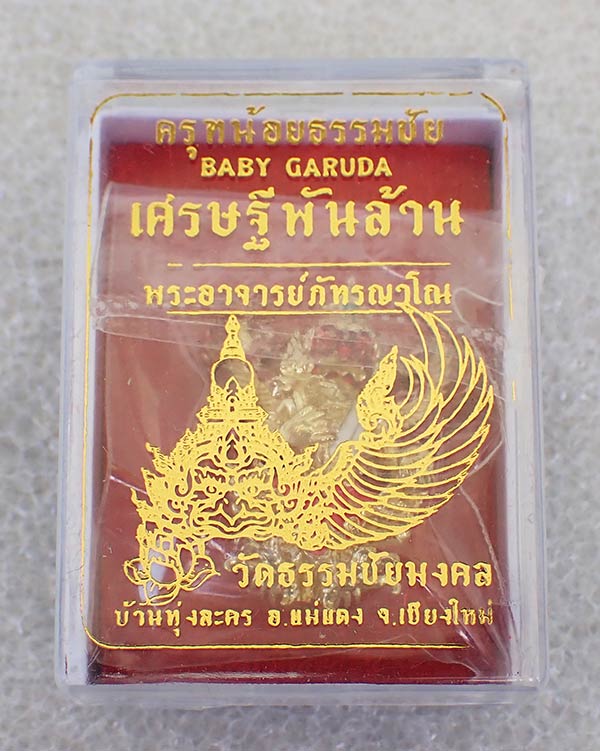 ครุฑน้อยธรรมชัย
BABY GARUDA
เศรษฐีพันล้าน
พระอาจารย์ภัทรญาโณ
วัดธรรมชัยมงคล
บ้านทุ่งละคร อ.แม่แตง จ.เชียงใหม่